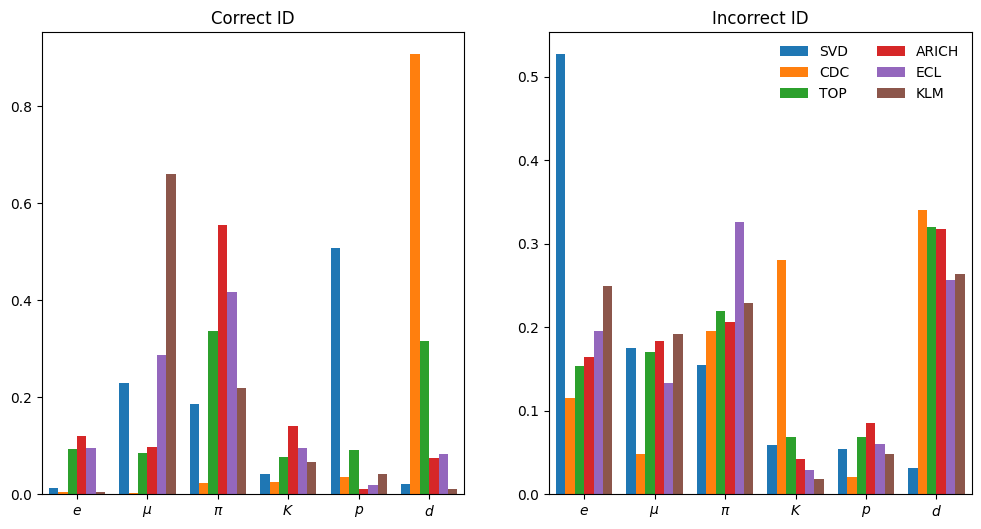 Correct ID
0.8
0.6
0.4
0.2
0.0
e μ π K p d
Incorrect ID
SVD ARICH
CDC ECL
TOP KLM
0.5
0.4
0.3
0.2
0.1
0.0
e μ π K p d